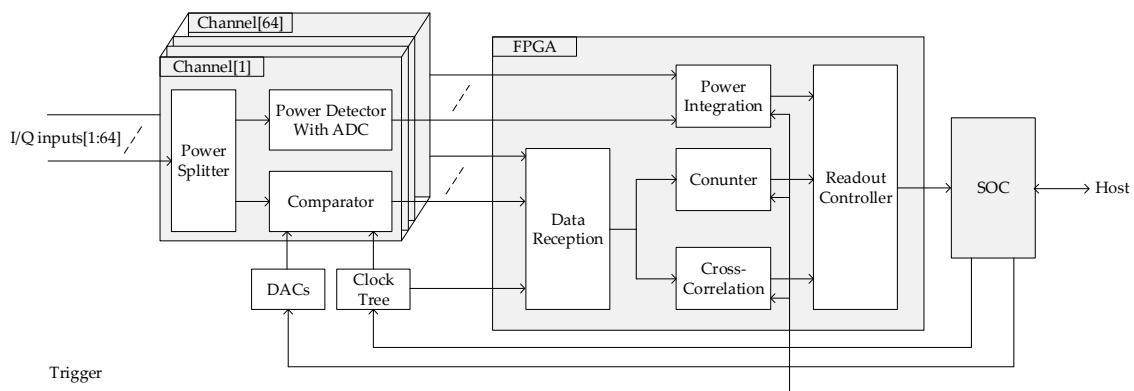 Channel[64]
Channel[1]
FPGA
I/Q inputs[1:64]
Power
Splitter
Power Detector
With ADC
Comparator
DACs
Clock
Tree
Data
Reception
Power
Integration
Conunter
Cross-
Correlation
Readout
Controller
SOC
Host
Trigger